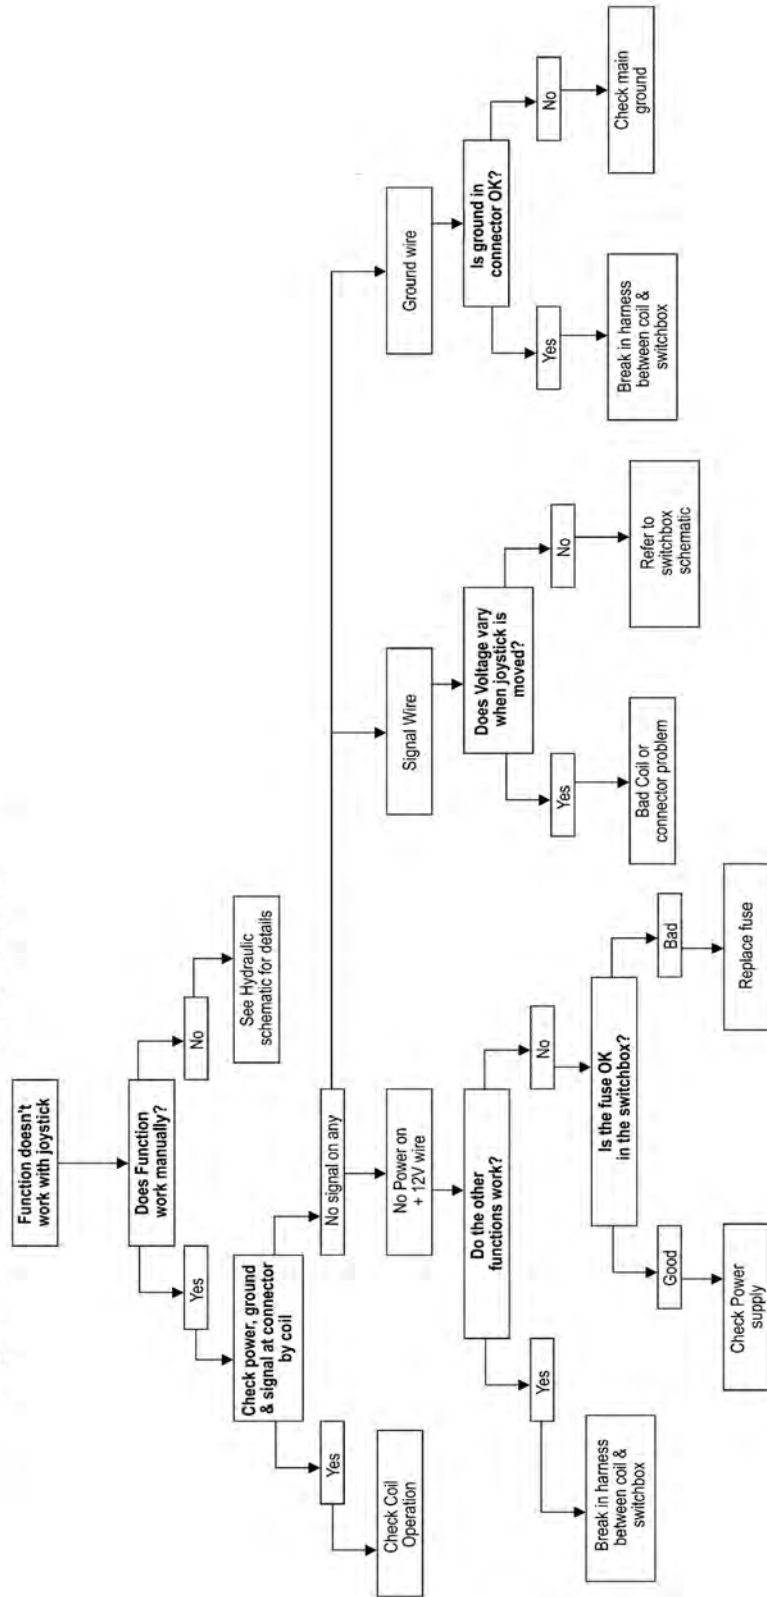 Function doesn't
work with joystick
Does Function
work manually?
Yes
No
See Hydraulic
schematic for details
Check power, ground
& signal at connector
by coil
Yes
No signal on any
Check Coil
Operation
No Power on
+ 12V wire
Signal Wire
Ground wire
Do the other
functions work?
Does Voltage vary
when joystick is
moved?
Is ground in
connector OK?
Yes
No
Yes
No
Yes
No
Break in harness
between coil &
switchbox
Is the fuse OK
in the switchbox?
Bad Coil or
connector problem
Refer to
switchbox
schematic
Break in harness
between coil &
switchbox
Check main
ground
Good
Bad
Check Power
supply
Replace fuse